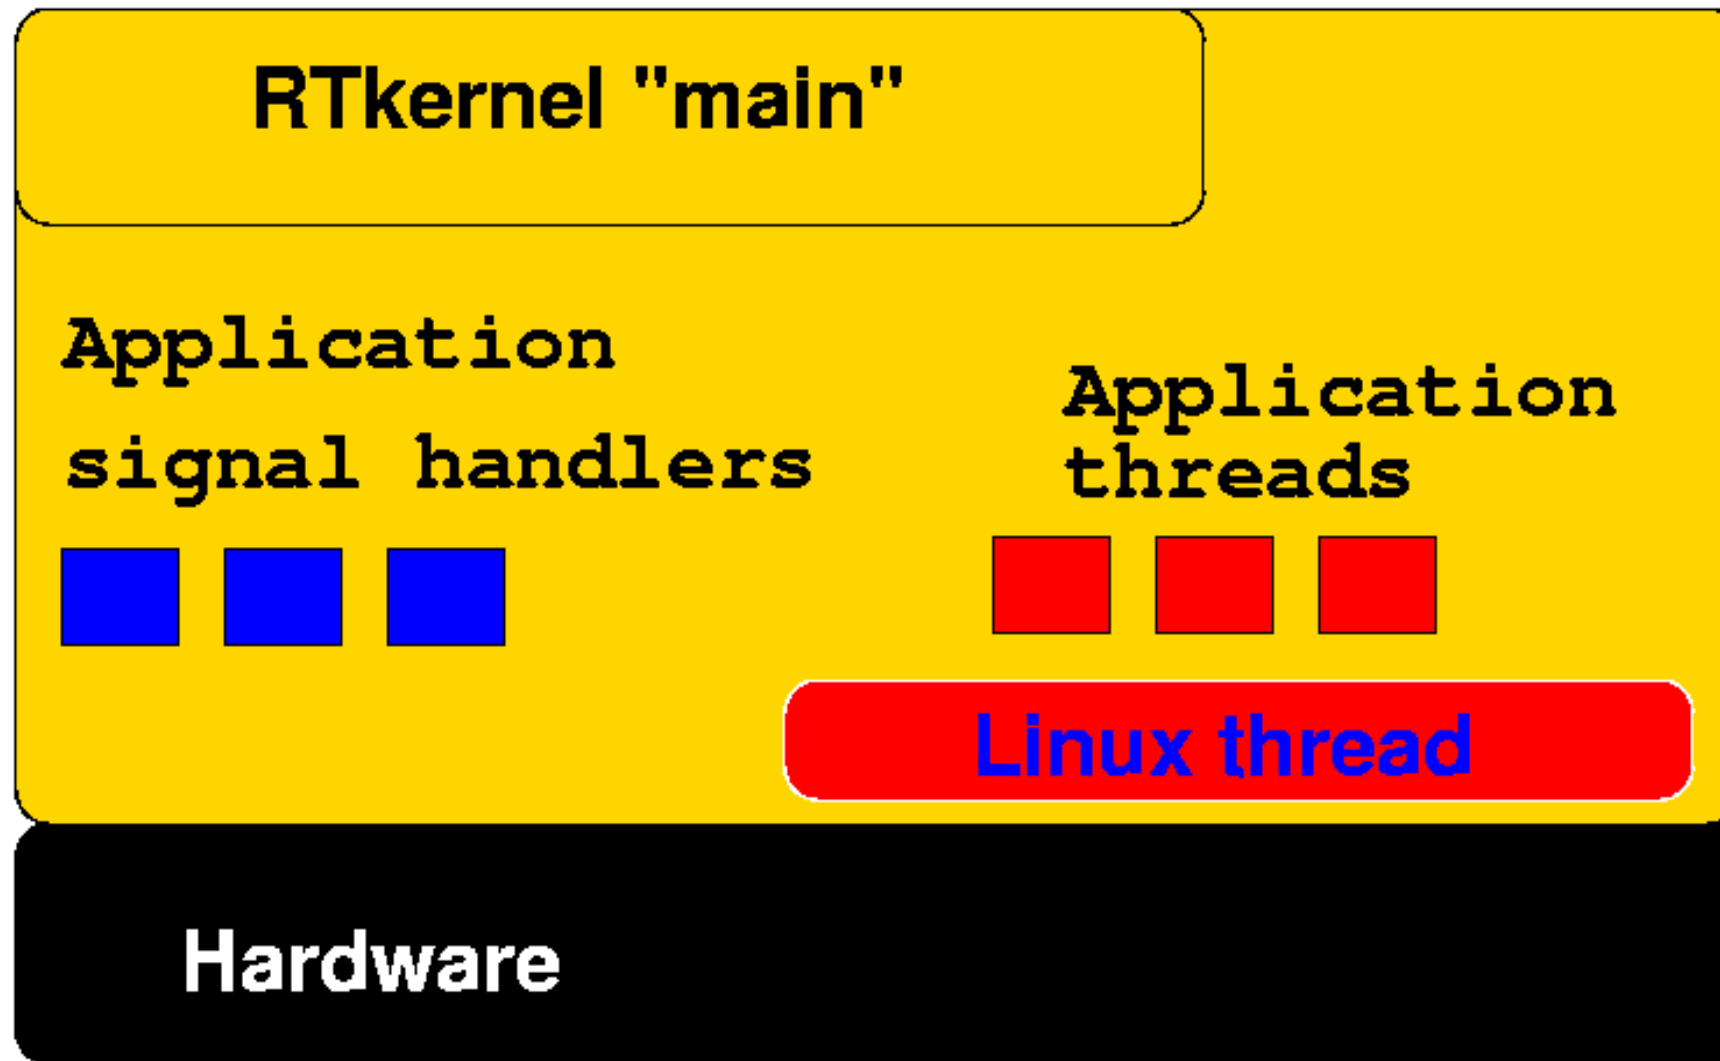 RTkernel "main"
Application
signal handlers
Application
threads
Linux thread
Hardware